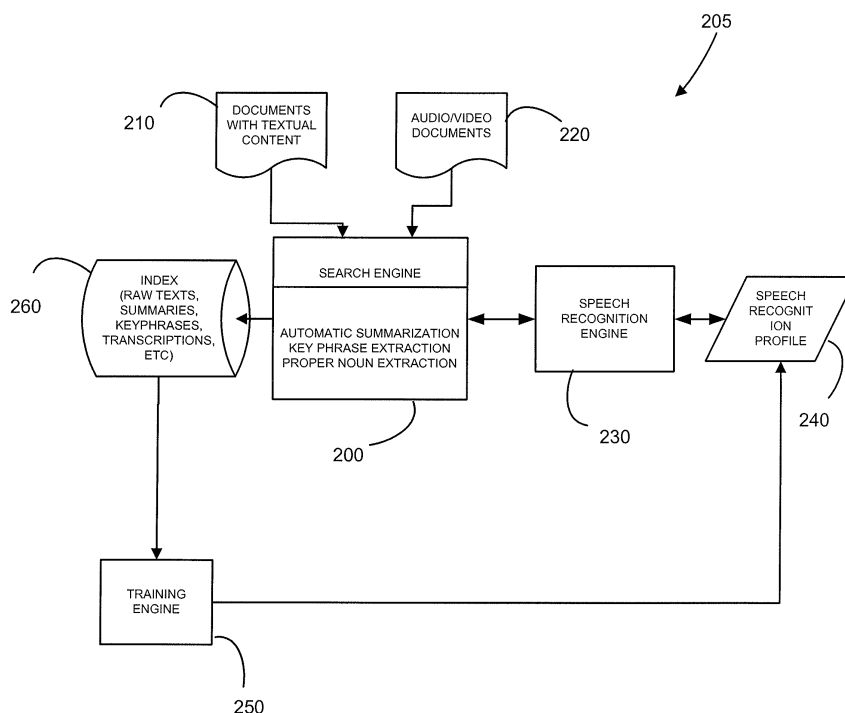 205
210
DOCUMENTS
WITH TEXTUAL
CONTENT
AUDIO/VIDEO
DOCUMENTS
220
260
INDEX
(RAW TEXTS,
SUMMARIES,
KEYPHRASES,
TRANSCRIPTIONS,
ETC)
SEARCH ENGINE
AUTOMATIC SUMMARIZATION
KEY PHRASE EXTRACTION
PROPER NOUN EXTRACTION
200
SPEECH
RECOGNITION
ENGINE
230
SPEECH
RECOGNIT
ION
PROFILE
240
TRAINING
ENGINE
250